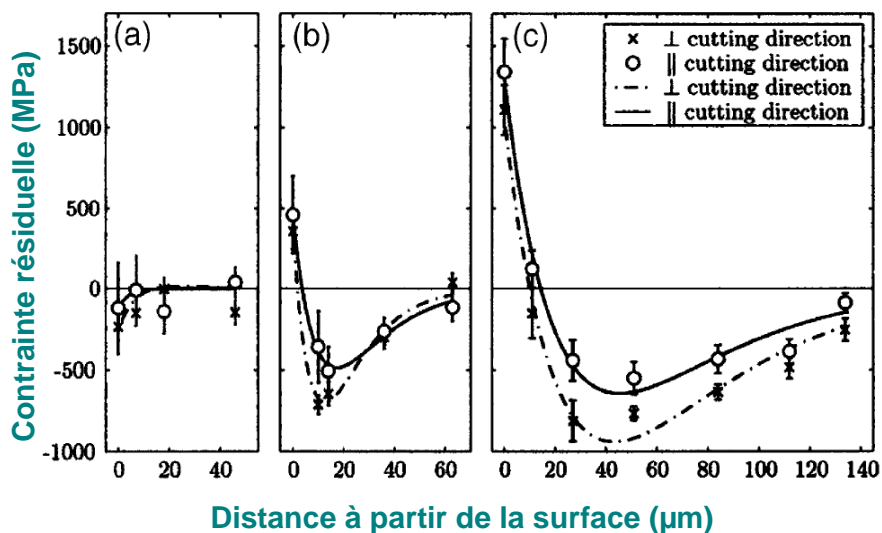 (a)
(b)
(c)
⊥ cutting direction
∥ cutting direction
⊥ cutting direction
∥ cutting direction
Contrainte résiduelle (MPa)
1500
1000
500
0
-500
-1000
0 20 40 60
0 20 40 60
0 20 40 60 80 100 120 140
Distance à partir de la surface (µm)